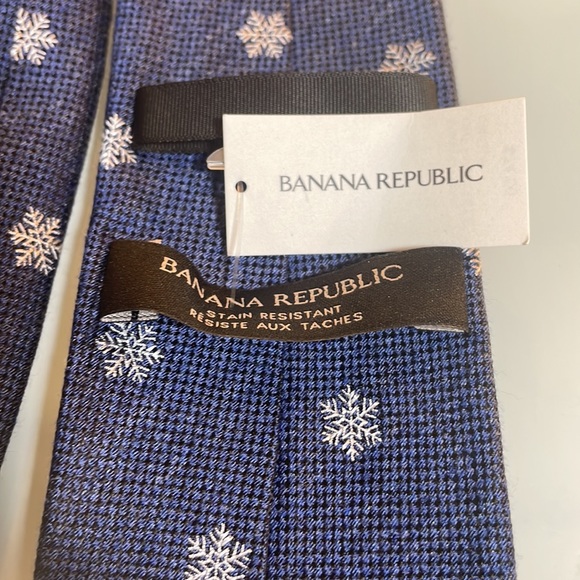 BANANA REPUBLIC
BANANA REPUBLIC
STAIN RESISTANT
RÉSISTE AUX TACHES